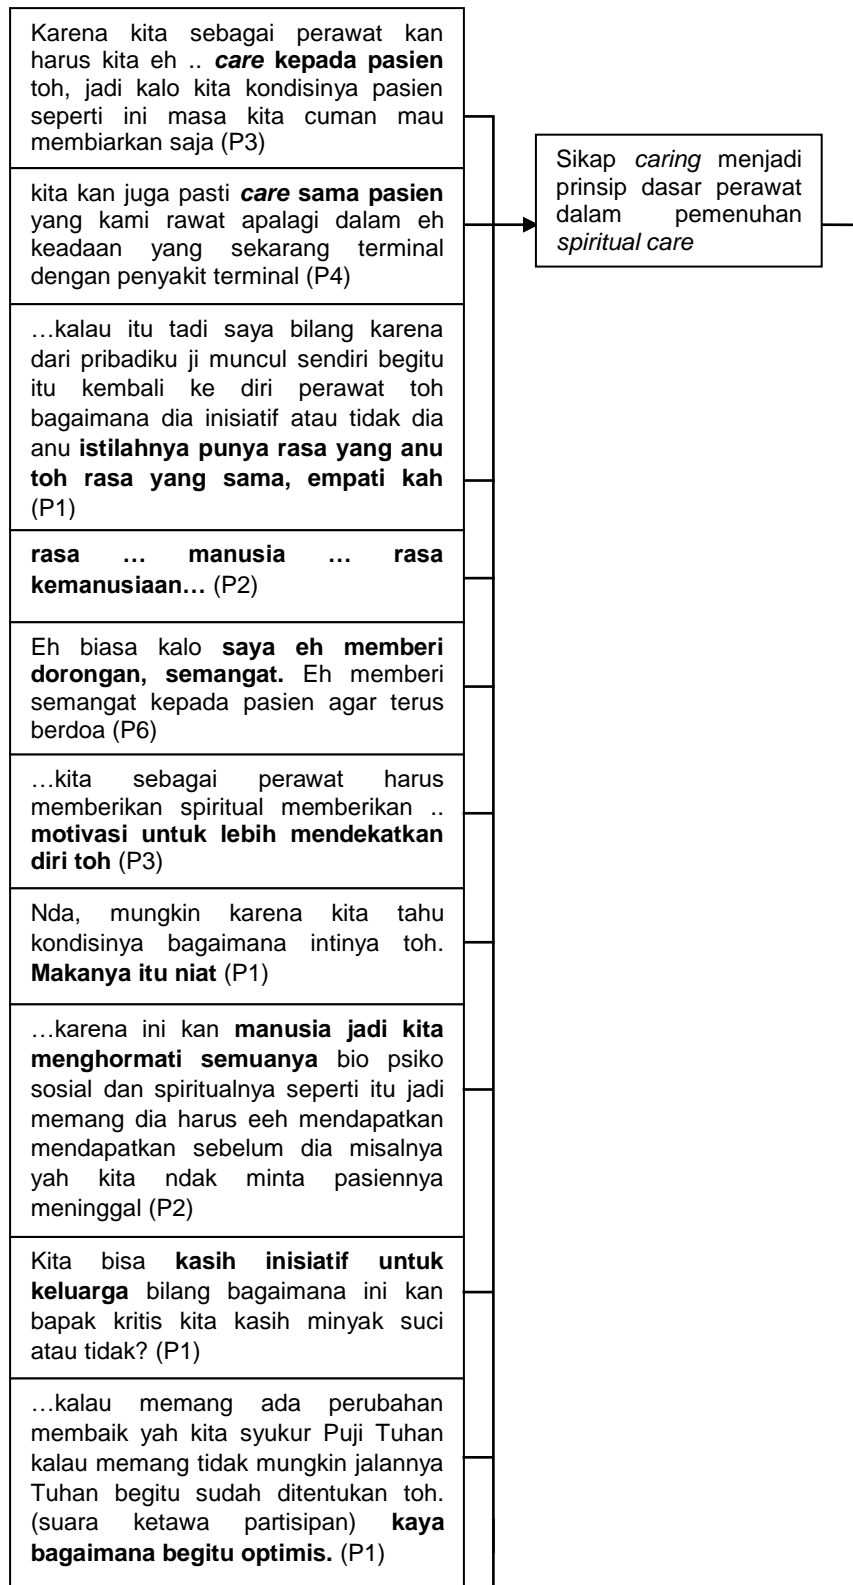 Karena kita sebagai perawat kan
harus kita eh .. care kepada pasien
toh, jadi kalo kita kondisinya pasien
seperti ini masa kita cuman mau
membiarkan saja (P3)
kita kan juga pasti care sama pasien
yang kami rawat apalagi dalam eh
keadaan yang sekarang terminal
dengan penyakit terminal (P4)
…kalau itu tadi saya bilang karena
dari pribadiku ji muncul sendiri begitu
itu kembali ke diri perawat toh
bagaimana dia inisiatif atau tidak dia
anu istilahnya punya rasa yang anu
toh rasa yang sama, empati kah
(P1)
rasa … manusia … rasa
kemanusiaan… (P2)
Eh biasa kalo saya eh memberi
dorongan, semangat. Eh memberi
semangat kepada pasien agar terus
berdoa (P6)
…kita sebagai perawat harus
memberikan spiritual memberikan ..
motivasi untuk lebih mendekatkan
diri toh (P3)
Nda, mungkin karena kita tahu
kondisinya bagaimana intinya toh.
Makanya itu niat (P1)
…karena ini kan manusia jadi kita
menghormati semuanya bio psiko
sosial dan spiritualnya seperti itu jadi
memang dia harus eeh mendapatkan
mendapatkan sebelum dia misalnya
yah kita ndak minta pasiennya
meninggal (P2)
Kita bisa kasih inisiatif untuk
keluarga bilang bagaimana ini kan
bapak kritis kita kasih minyak suci
atau tidak? (P1)
…kalau memang ada perubahan
membaik yah kita syukur Puji Tuhan
kalau memang tidak mungkin jalannya
Tuhan begitu sudah ditentukan toh.
(suara ketawa partisipan) kaya
bagaimana begitu optimis. (P1)
Sikap caring menjadi
prinsip dasar perawat
dalam pemenuhan
spiritual care